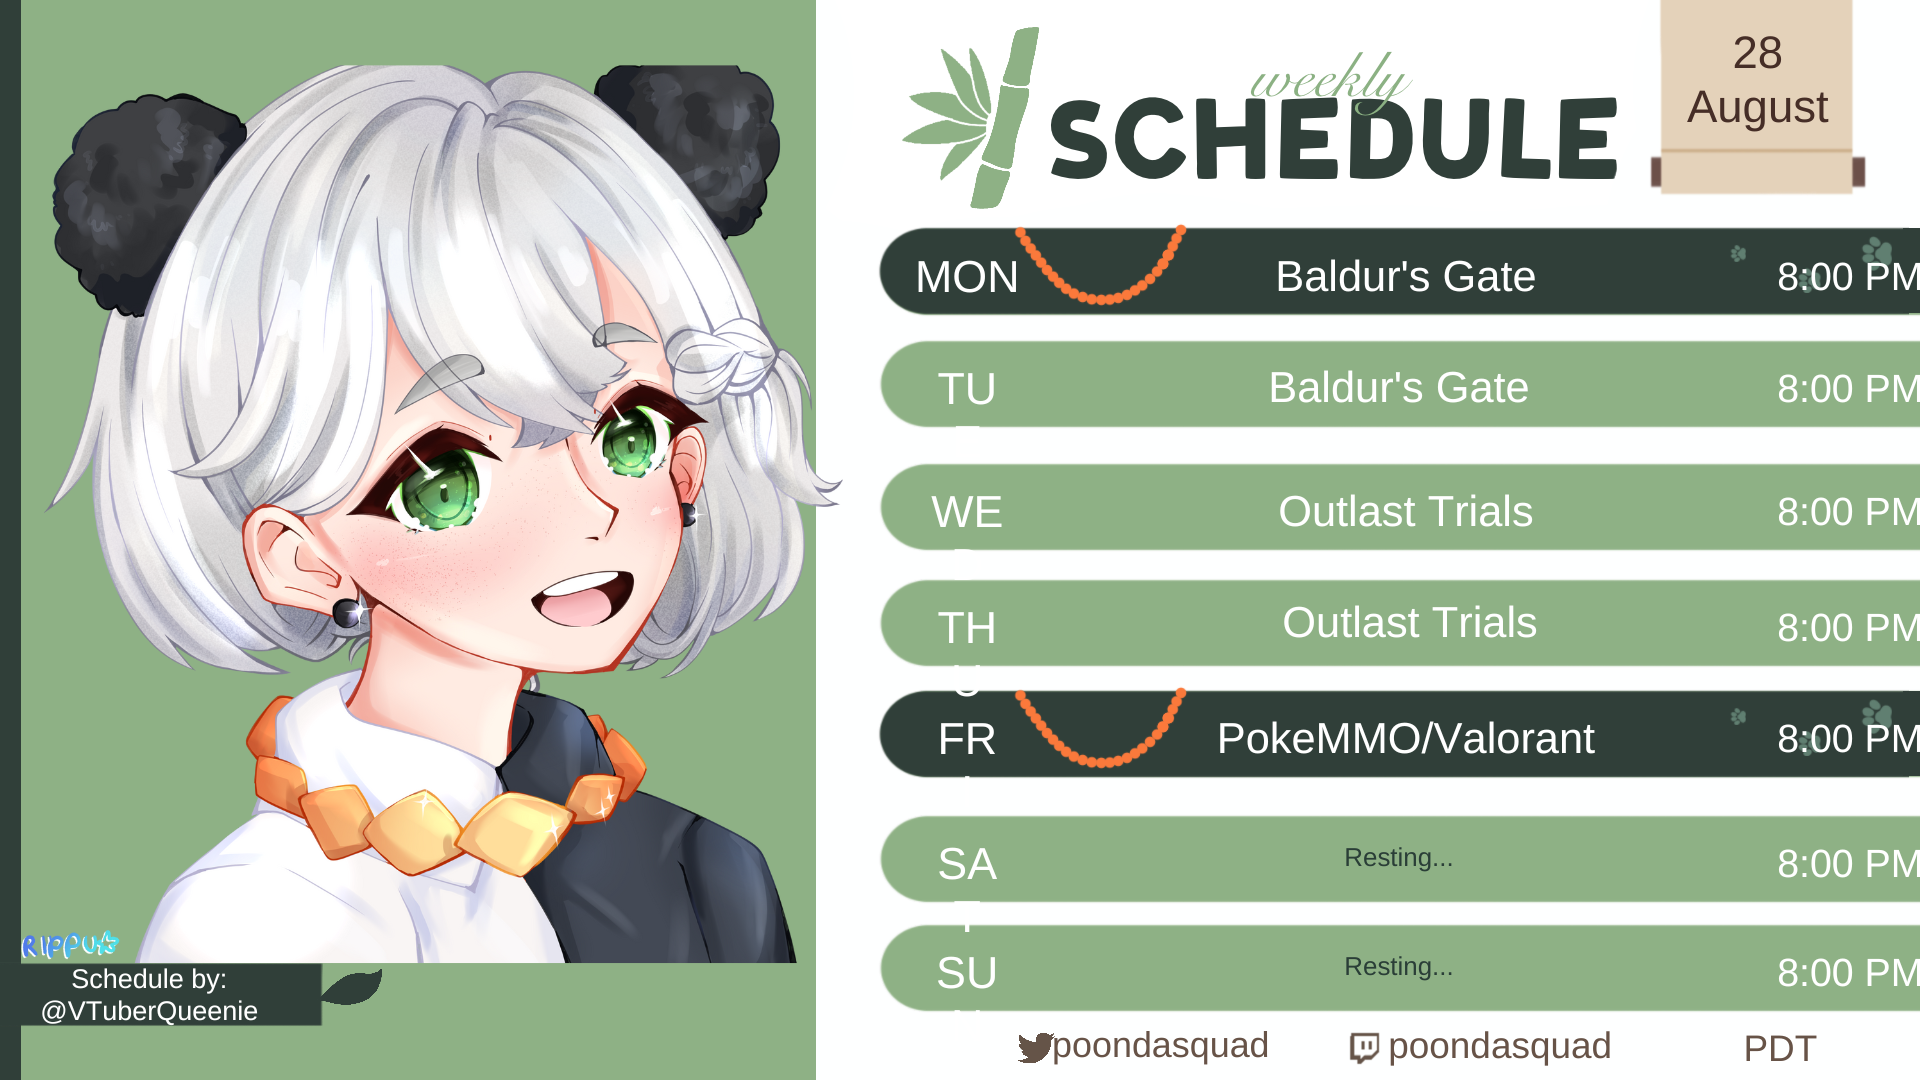 weekly
SCHEDULE
28
August
MON Baldur's Gate 8:00 PM
TU Baldur's Gate 8:00 PM
WE Outlast Trials 8:00 PM
TH Outlast Trials 8:00 PM
FR PokeMMO/Valorant 8:00 PM
SA Resting... 8:00 PM
SU Resting... 8:00 PM
RIPPU
Schedule by:
@VTuberQueenie
poondasquad poondasquad PDT